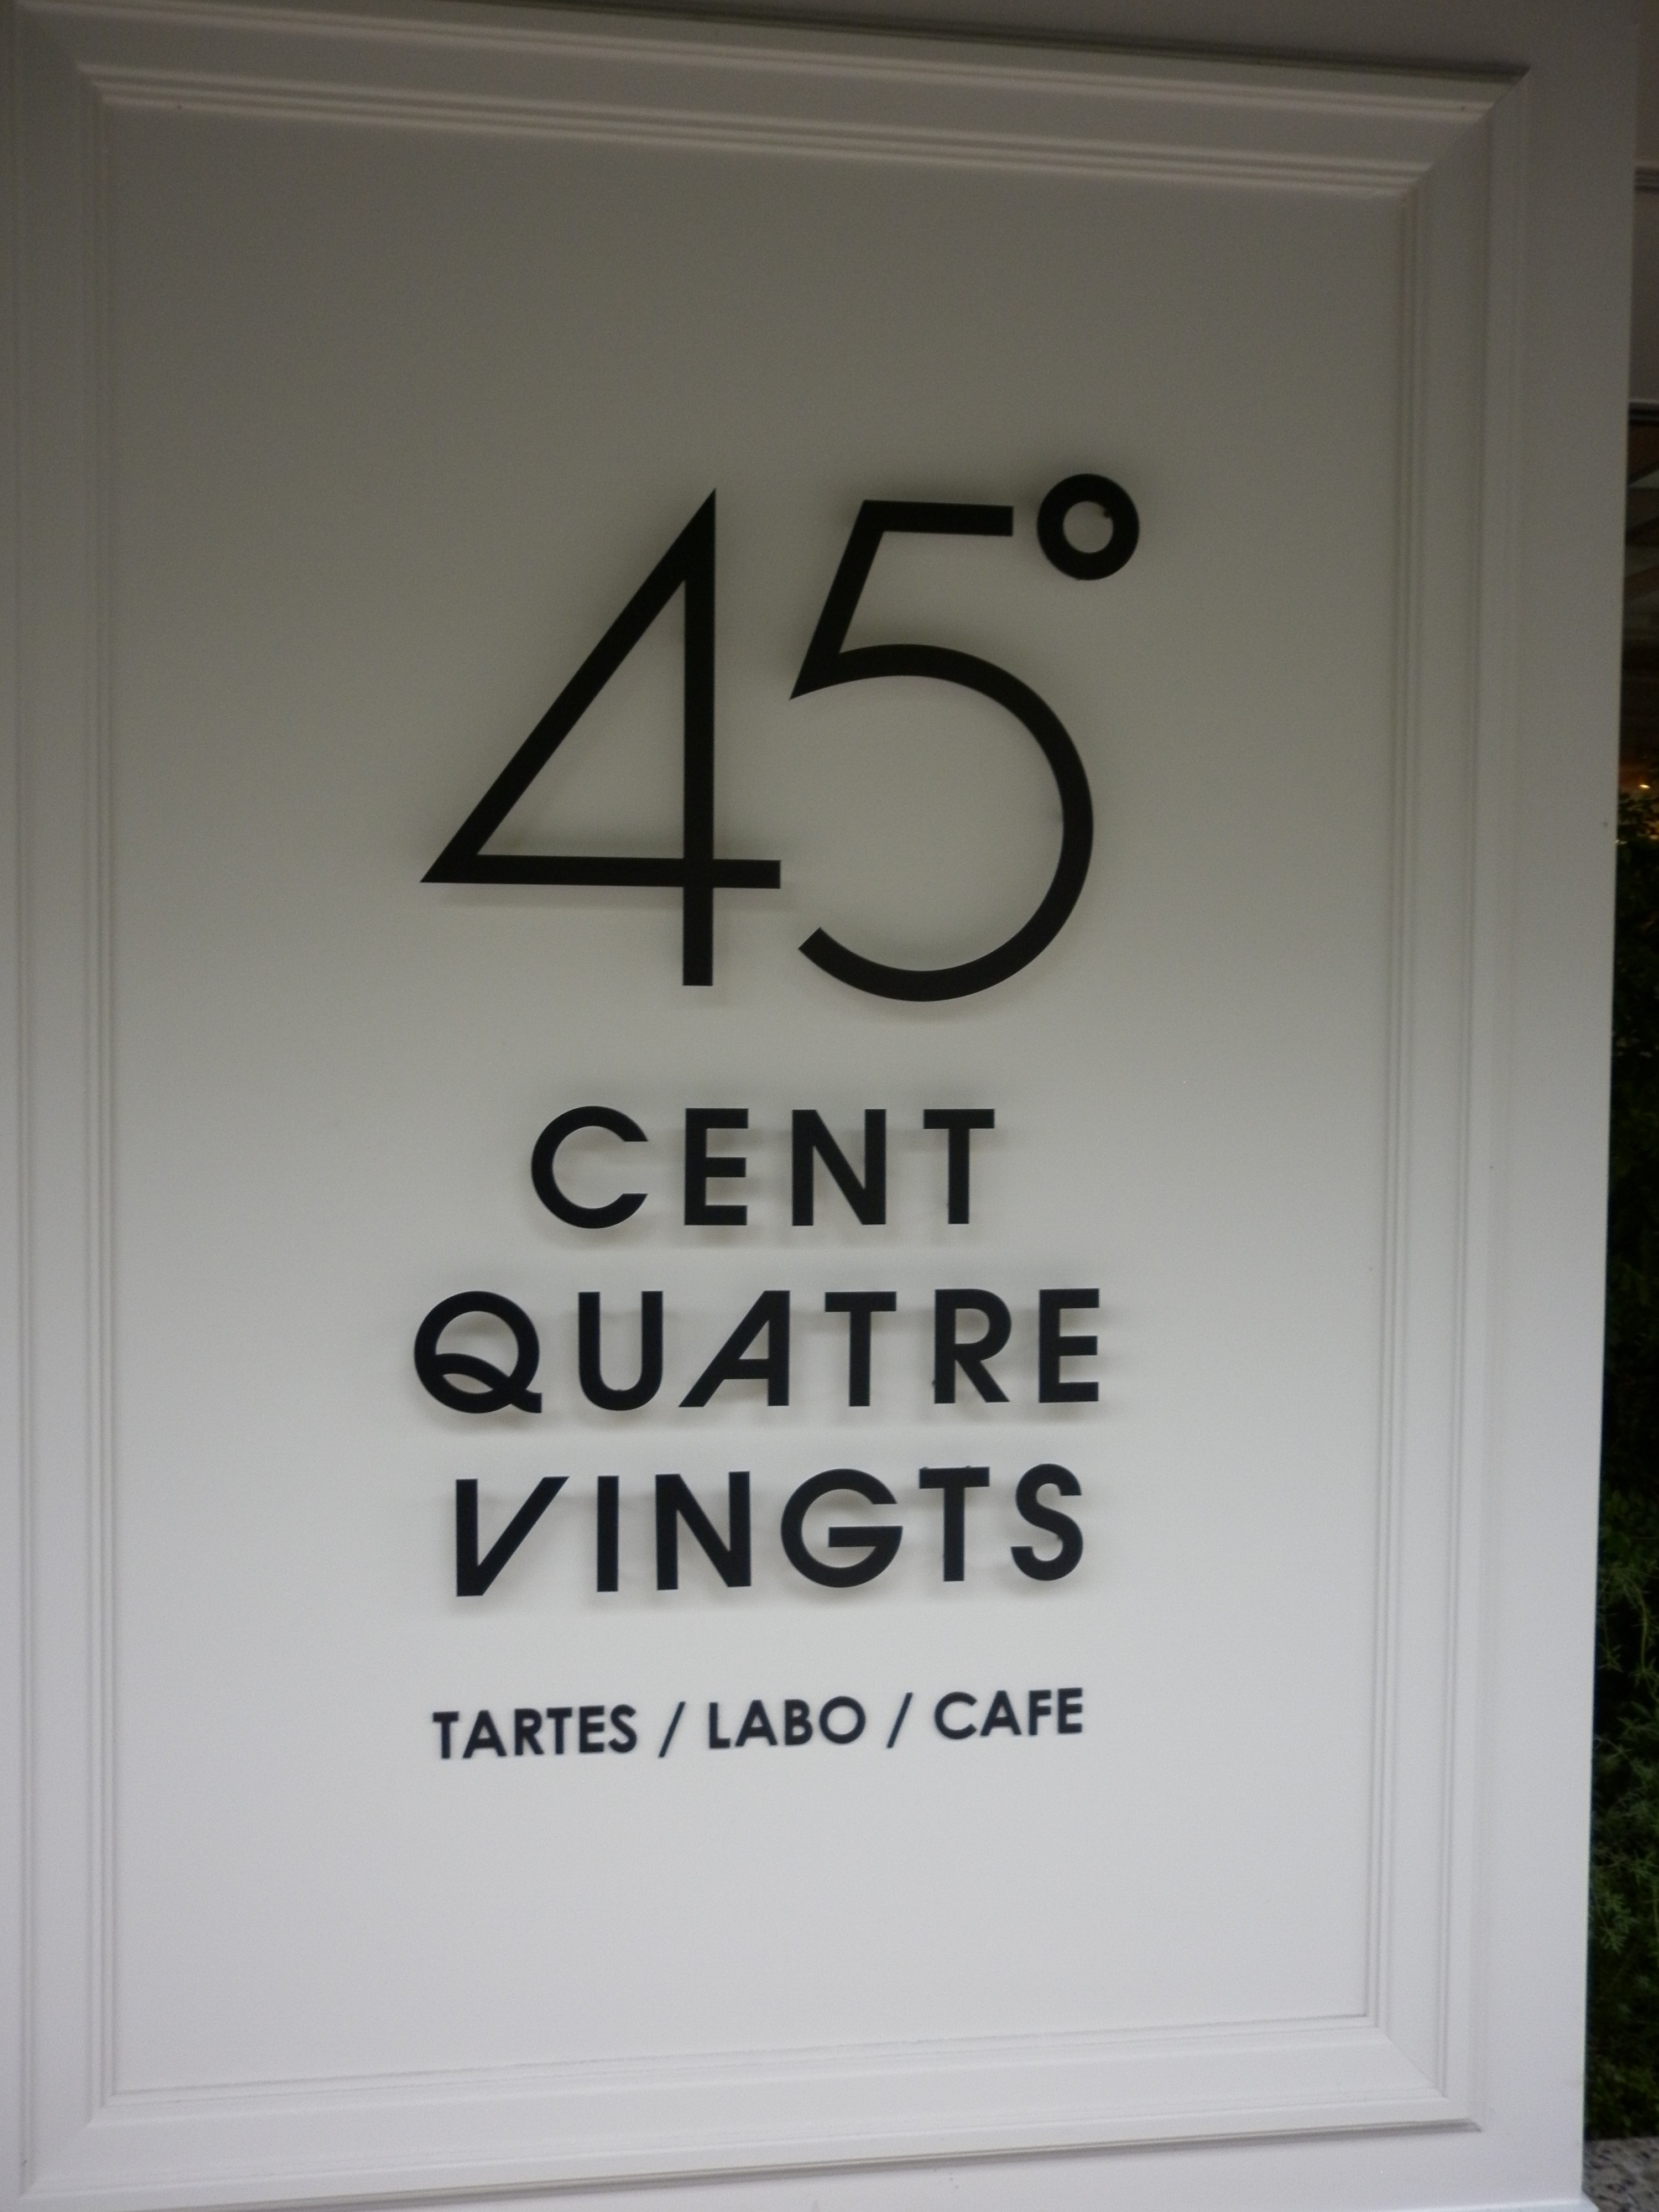 45°
CENT
QUATRE
VINGTS
TARTES / LABO / CAFE